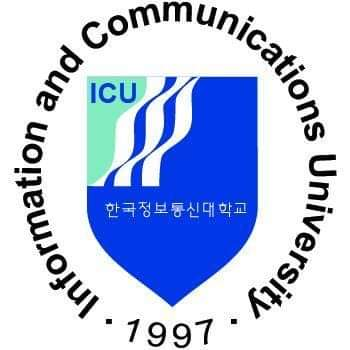 Information and Communications University
ICU
한국정보통신대학교
· 1997 ·